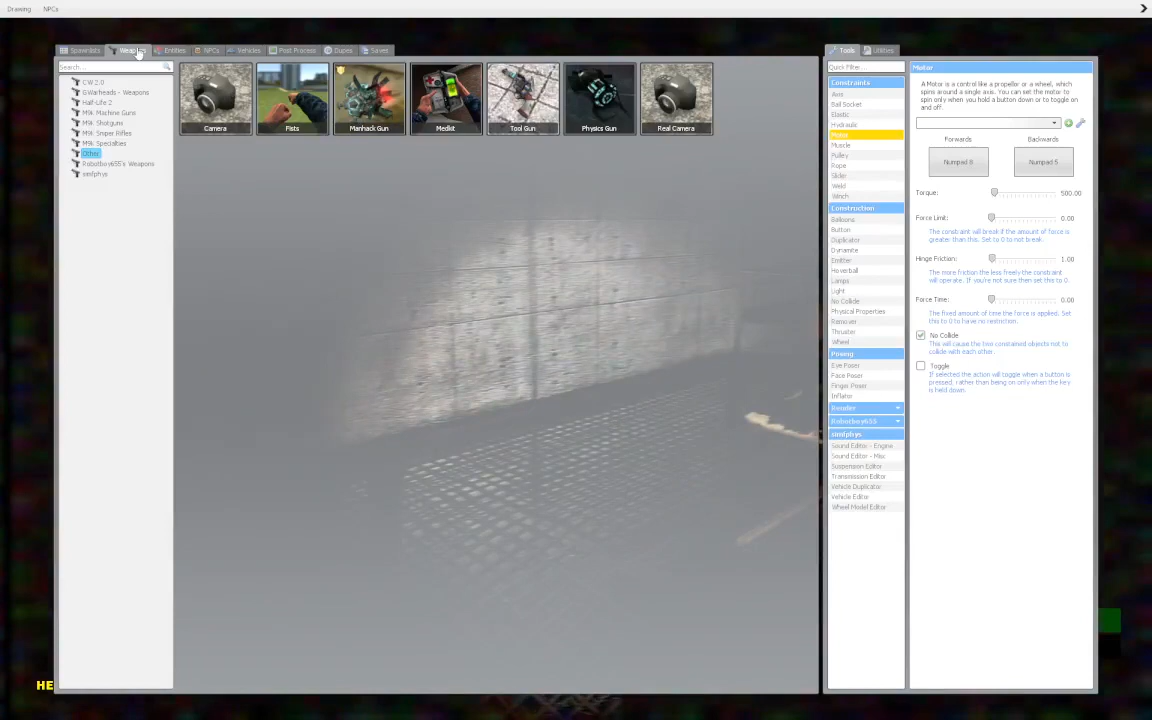 Drawing NPCs
Spawnlists Weapons Entities NPCs Vehicles Post Process Dupes Saves
Search...
CW 2.0
GWarheads - Weapons
Half-Life 2
M9K Machine Guns
M9K Shotguns
M9K Sniper Rifles
M9K Specialties
Other
Robotboy655's Weapons
simfphys
Camera
Fists
Manhack Gun
Medkit
Tool Gun
Physics Gun
Real Camera
Tools Utilities
Quick Filter...
Constraints
Axis
Ball Socket
Elastic
Hydraulic
Motor
Muscle
Pulley
Rope
Slider
Weld
Winch
Construction
Balloons
Button
Duplicator
Dynamite
Emitter
Hoverball
Lamps
Light
No Collide
Physical Properties
Remover
Thruster
Wheel
Posing
Eye Poser
Face Poser
Finger Poser
Inflator
Render
Robotboy655
simfphys
Sound Editor - Engine
Sound Editor - Misc
Suspension Editor
Transmission Editor
Vehicle Duplicator
Vehicle Editor
Wheel Model Editor
Motor
A Motor is a control like a propeller or a wheel, which
spins around a single axis. You can set the motor to
spin only when you hold a button down or to toggle on
and off.
Forwards Backwards
Numpad 8 Numpad 5
Torque: 500.00
Force Limit: 0.00
The constraint will break if the amount of force is
greater than this. Set to 0 to not break.
Hinge Friction: 1.00
The more friction the less freely the constraint
will operate. If you're not sure then set this to 0.
Force Time: 0.00
The fixed amount of time the force is applied. Set
this to 0 to have no restriction.
No Collide
This will cause the two constrained objects not to
collide with each other.
Toggle
If selected the action will toggle when a button is
pressed, rather than being on only when the key
is held down.
HE